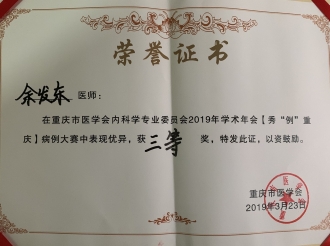 荣誉证书
余发东 医师：
在重庆市医学会内科学专业委员会2019年学术年会【秀“例”重
庆】病例大赛中表现优异，获 三等 奖，特发此证，以资鼓励。
重庆市医学会
2019年3月23日